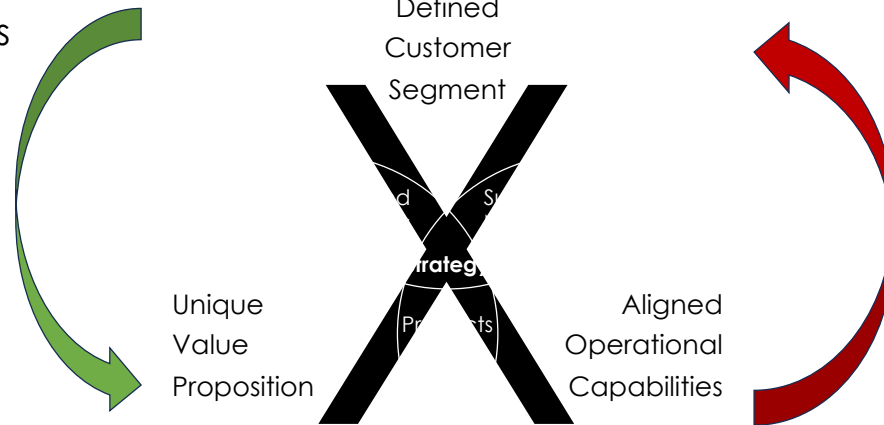 Defined
Customer
Segment
Unique
Value
Proposition
Aligned
Operational
Capabilities